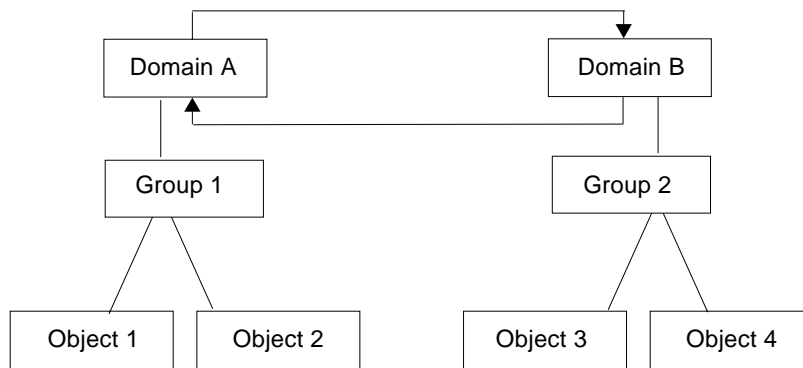 Domain A
Domain B
Group 1
Group 2
Object 1
Object 2
Object 3
Object 4